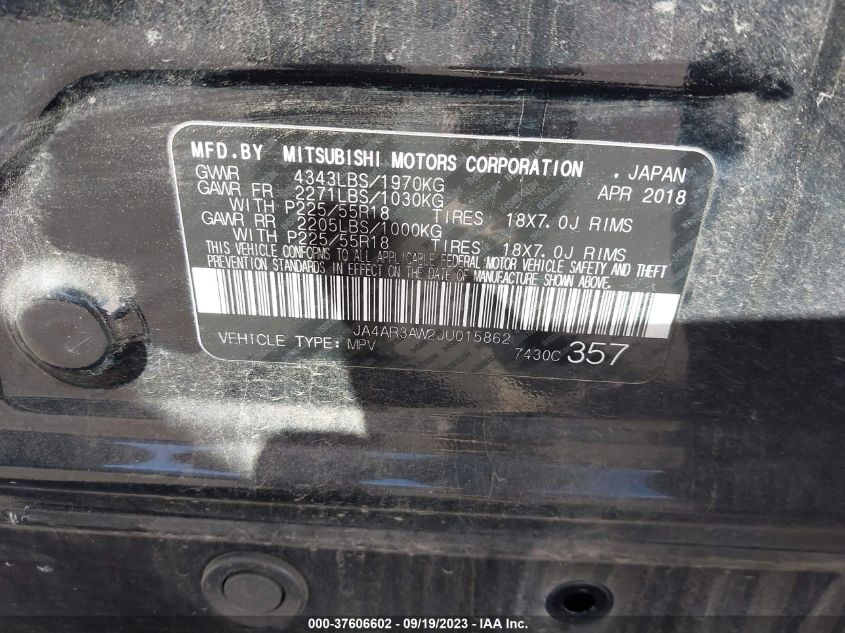 MFD.BY MITSUBISHI MOTORS CORPORATION . JAPAN
GVWR 4343LBS/1970KG APR 2018
GAWR FR 2271LBS/1030KG
WITH P225/55R18 TIRES 18X7.0J RIMS
GAWR RR 2205LBS/1000KG
WITH P225/55R18 TIRES 18X7.0J RIMS
THIS VEHICLE CONFORMS TO ALL APPLICABLE FEDERAL MOTOR VEHICLE SAFETY AND THEFT
PREVENTION STANDARDS IN EFFECT ON THE DATE OF MANUFACTURE SHOWN ABOVE.
JA4AR3AW2JU015862
VEHICLE TYPE: MPV 7430C 357
000-37606602 - 09/19/2023 - IAA Inc.